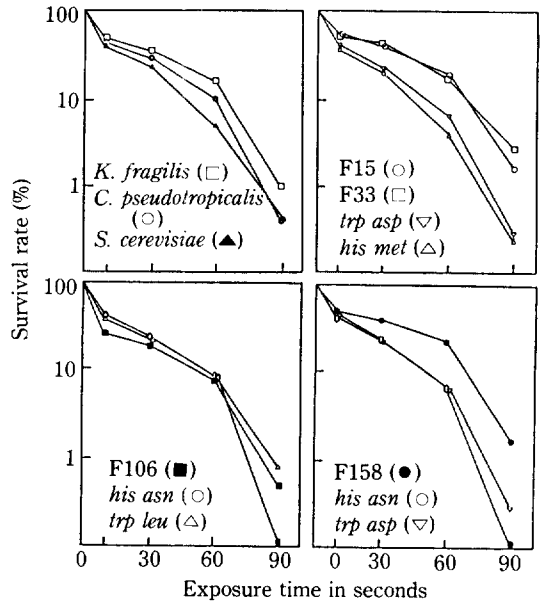 100
10
1
K. fragilis (□)
C. pseudotropicalis
(○)
S. cerevisiae (▲)
F15 (○)
F33 (□)
trp asp (▽)
his met (△)
Survival rate (%)
100
10
1
0.1
F106 (■)
his asn (○)
trp leu (△)
F158 (●)
his asn (○)
trp asp (▽)
0 30 60 90 0 30 60 90
Exposure time in seconds